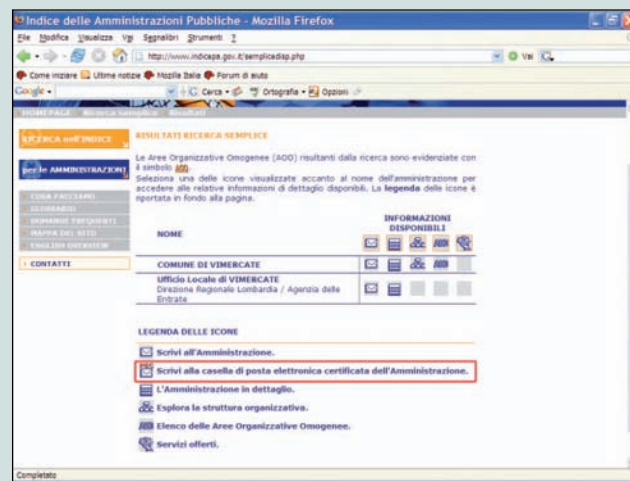 Indice delle Amministrazioni Pubbliche - Mozilla Firefox
File Modifica Visualizza Vai Segnalibri Strumenti ?
http://www.indicepa.gov.it/semplicedisp.php
Vai
Come iniziare Ultime notizie Mozilla Italia Forum di aiuto
Google Cerca Ortografia Opzioni
HOMEPAGE Ricerca semplice Risultati
RICERCA nell'INDICE
per le AMMINISTRAZIONI
COSA FACCIAMO
GLOSSARIO
DOMANDE FREQUENTI
MAPPA DEL SITO
ENGLISH OVERVIEW
CONTATTI
RISULTATI RICERCA SEMPLICE
Le Aree Organizzative Omogenee (AOO) risultanti dalla ricerca sono evidenziate con
il simbolo AOO.
Seleziona una delle icone visualizzate accanto al nome dell'amministrazione per
accedere alle relative informazioni di dettaglio disponibili. La legenda delle icone è
riportata in fondo alla pagina.
NOME
INFORMAZIONI
DISPONIBILI
COMUNE DI VIMERCATE
Ufficio Locale di VIMERCATE
Direzione Regionale Lombardia / Agenzia delle
Entrate
LEGENDA DELLE ICONE
Scrivi all'Amministrazione.
Scrivi alla casella di posta elettronica certificata dell'Amministrazione.
L'Amministrazione in dettaglio.
Esplora la struttura organizzativa.
Elenco delle Aree Organizzative Omogenee.
Servizi offerti.
Completato